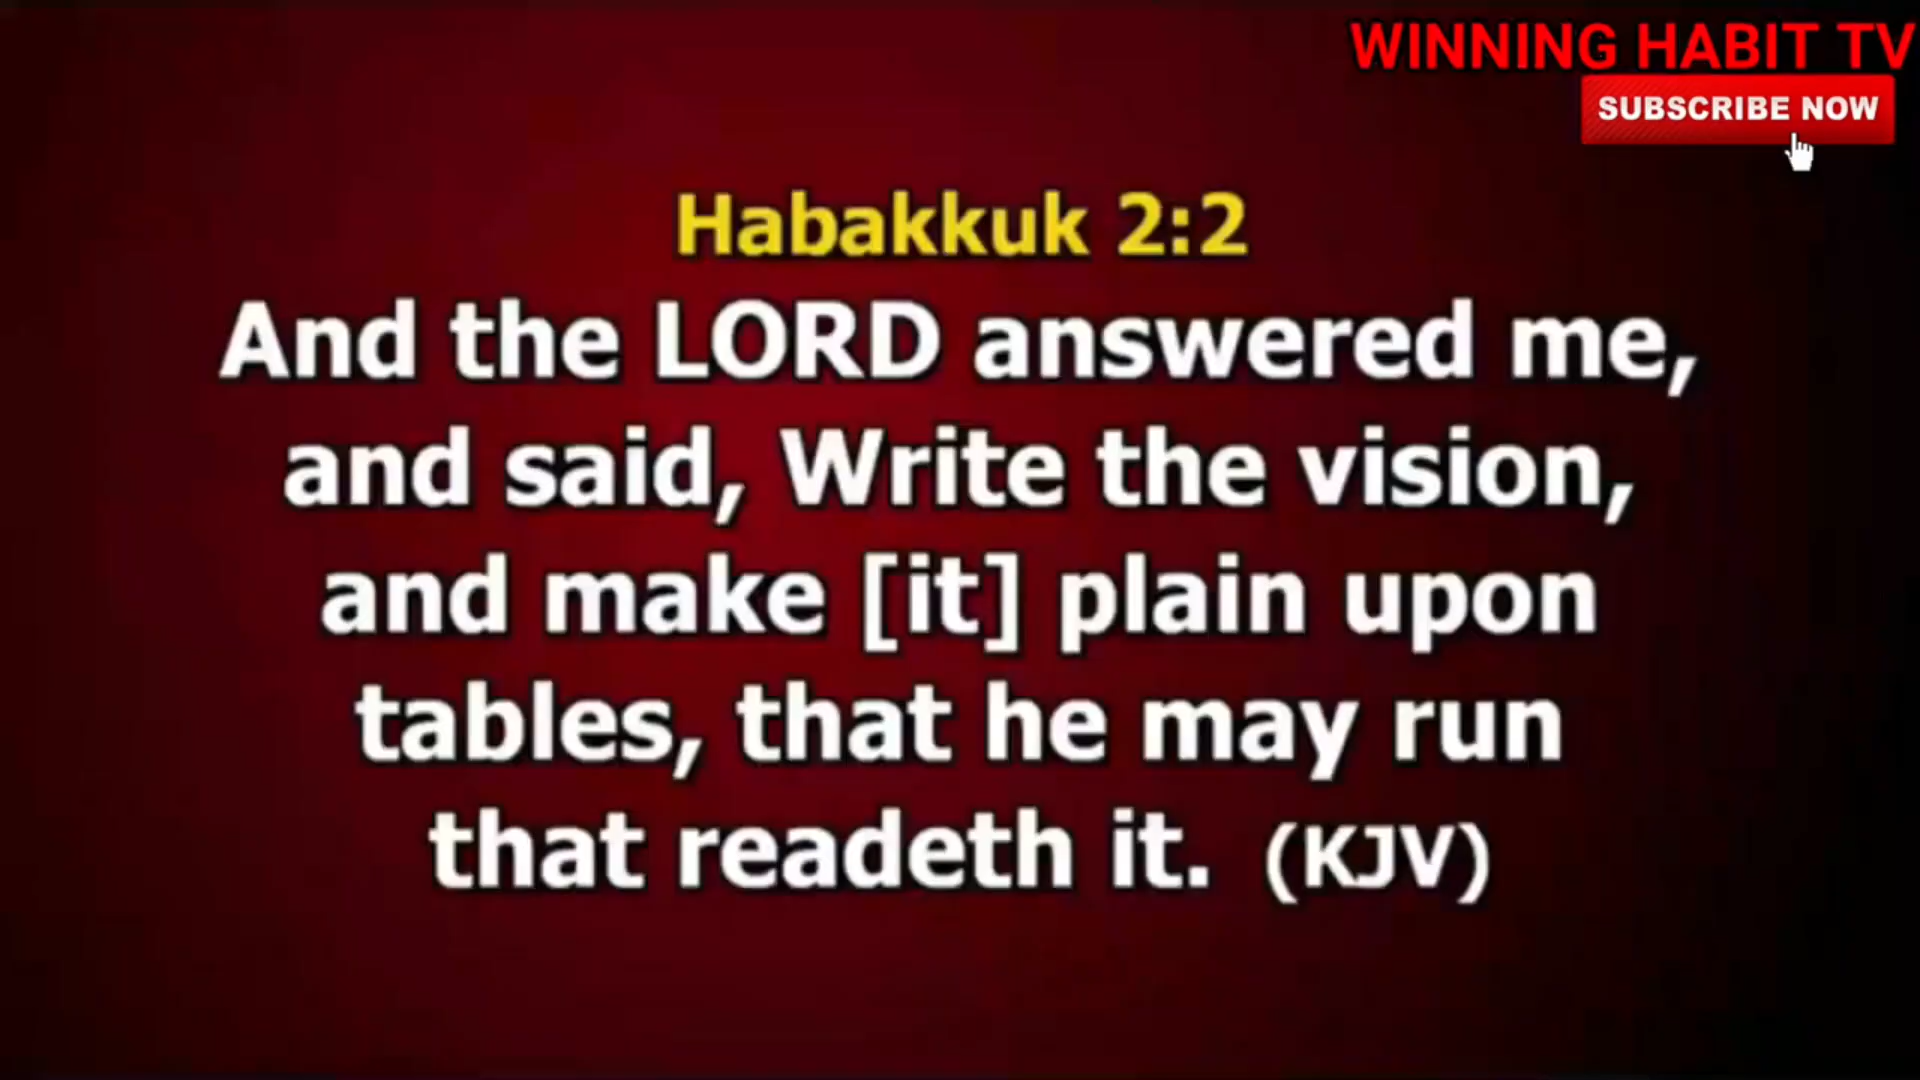 WINNING HABIT TV
SUBSCRIBE NOW
Habakkuk 2:2
And the LORD answered me,
and said, Write the vision,
and make [it] plain upon
tables, that he may run
that readeth it. (KJV)